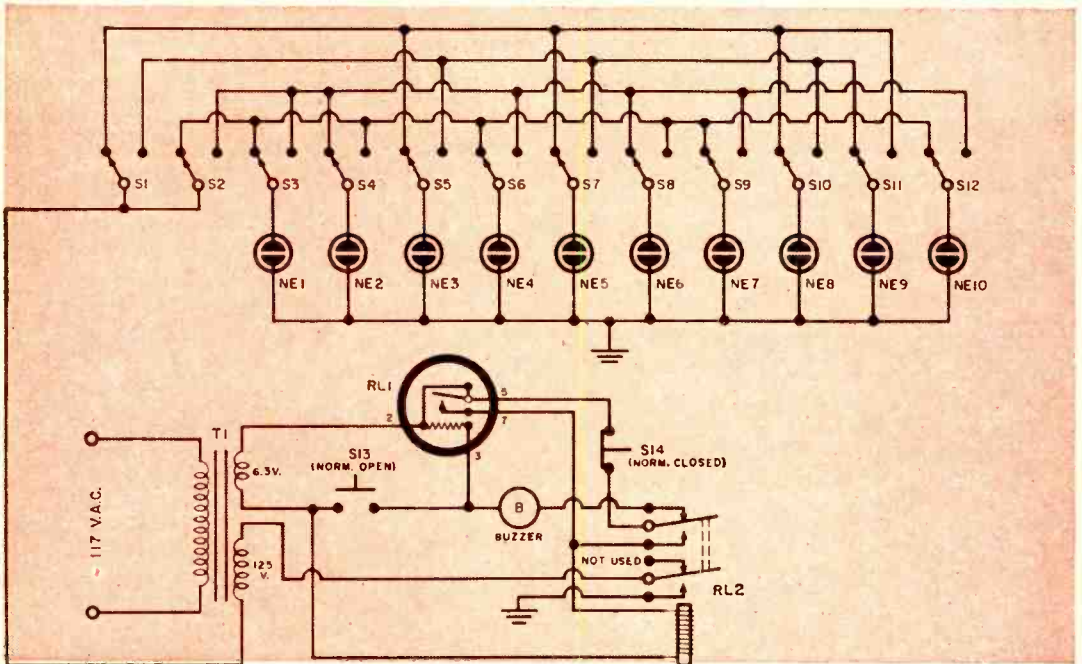 S1 S2 S3 S4 S5 S6 S7 S8 S9 S10 S11 S12
NE1 NE2 NE3 NE4 NE5 NE6 NE7 NE8 NE9 NE10
RL1
5
2
7
3
T1
6.3V.
S13
(NORM. OPEN)
S14
(NORM. CLOSED)
117 V.A.C.
B
BUZZER
125
V.
NOT USED
RL2